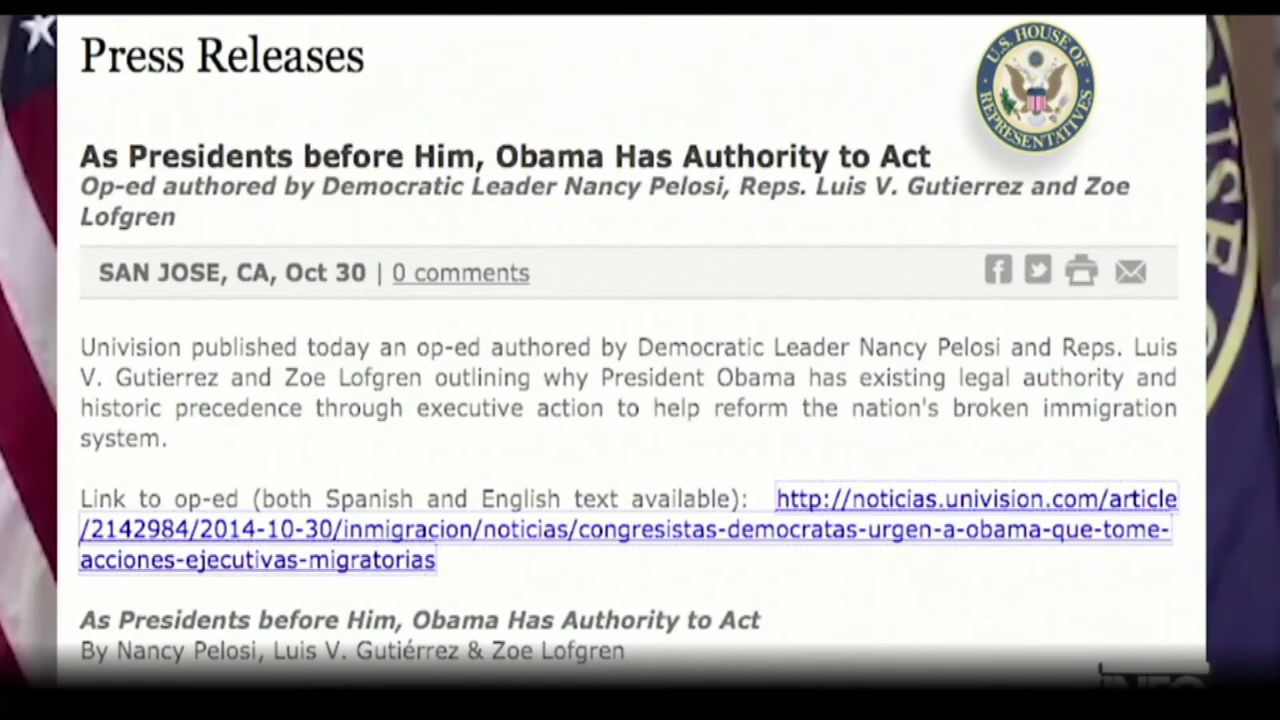 Press Releases
U.S. HOUSE OF
REPRESENTATIVES
As Presidents before Him, Obama Has Authority to Act
Op-ed authored by Democratic Leader Nancy Pelosi, Reps. Luis V. Gutierrez and Zoe
Lofgren
SAN JOSE, CA, Oct 30 | 0 comments
Univision published today an op-ed authored by Democratic Leader Nancy Pelosi and Reps. Luis
V. Gutierrez and Zoe Lofgren outlining why President Obama has existing legal authority and
historic precedence through executive action to help reform the nation's broken immigration
system.
Link to op-ed (both Spanish and English text available): http://noticias.univision.com/article
/2142984/2014-10-30/inmigracion/noticias/congresistas-democratas-urgen-a-obama-que-tome-
acciones-ejecutivas-migratorias
As Presidents before Him, Obama Has Authority to Act
By Nancy Pelosi, Luis V. Gutiérrez & Zoe Lofgren